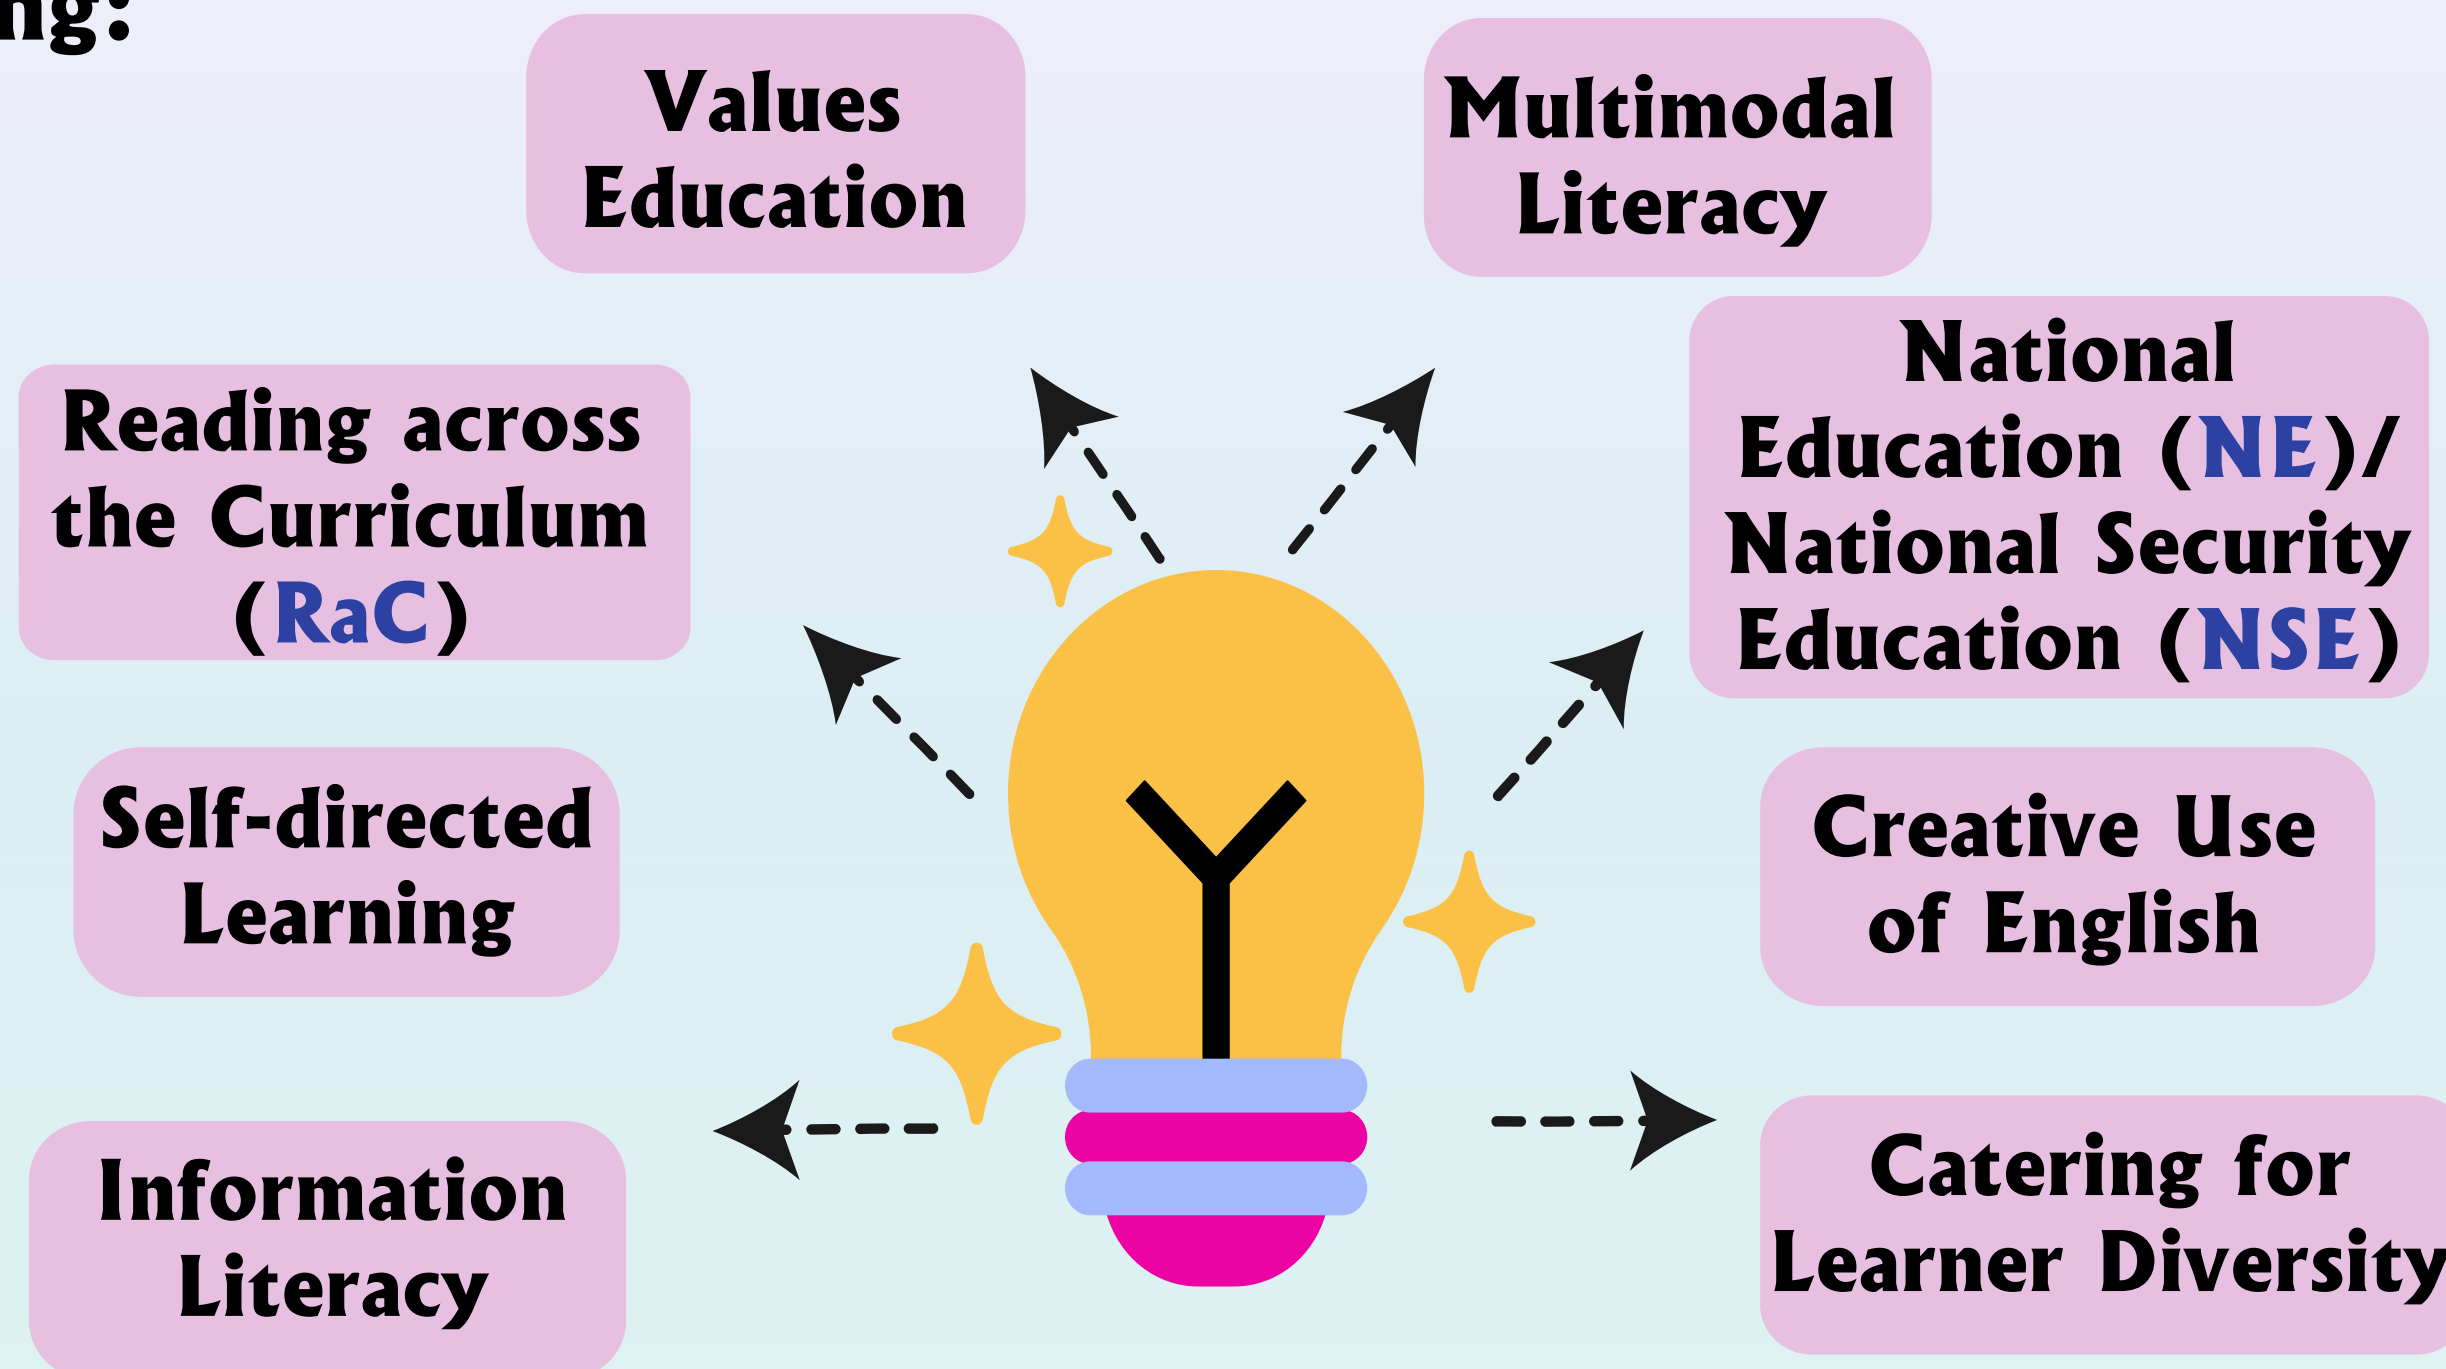 Values
Education
Multimodal
Literacy
Reading across
the Curriculum
(RaC)
National
Education (NE)/
National Security
Education (NSE)
Self-directed
Learning
Creative Use
of English
Information
Literacy
Catering for
Learner Diversity